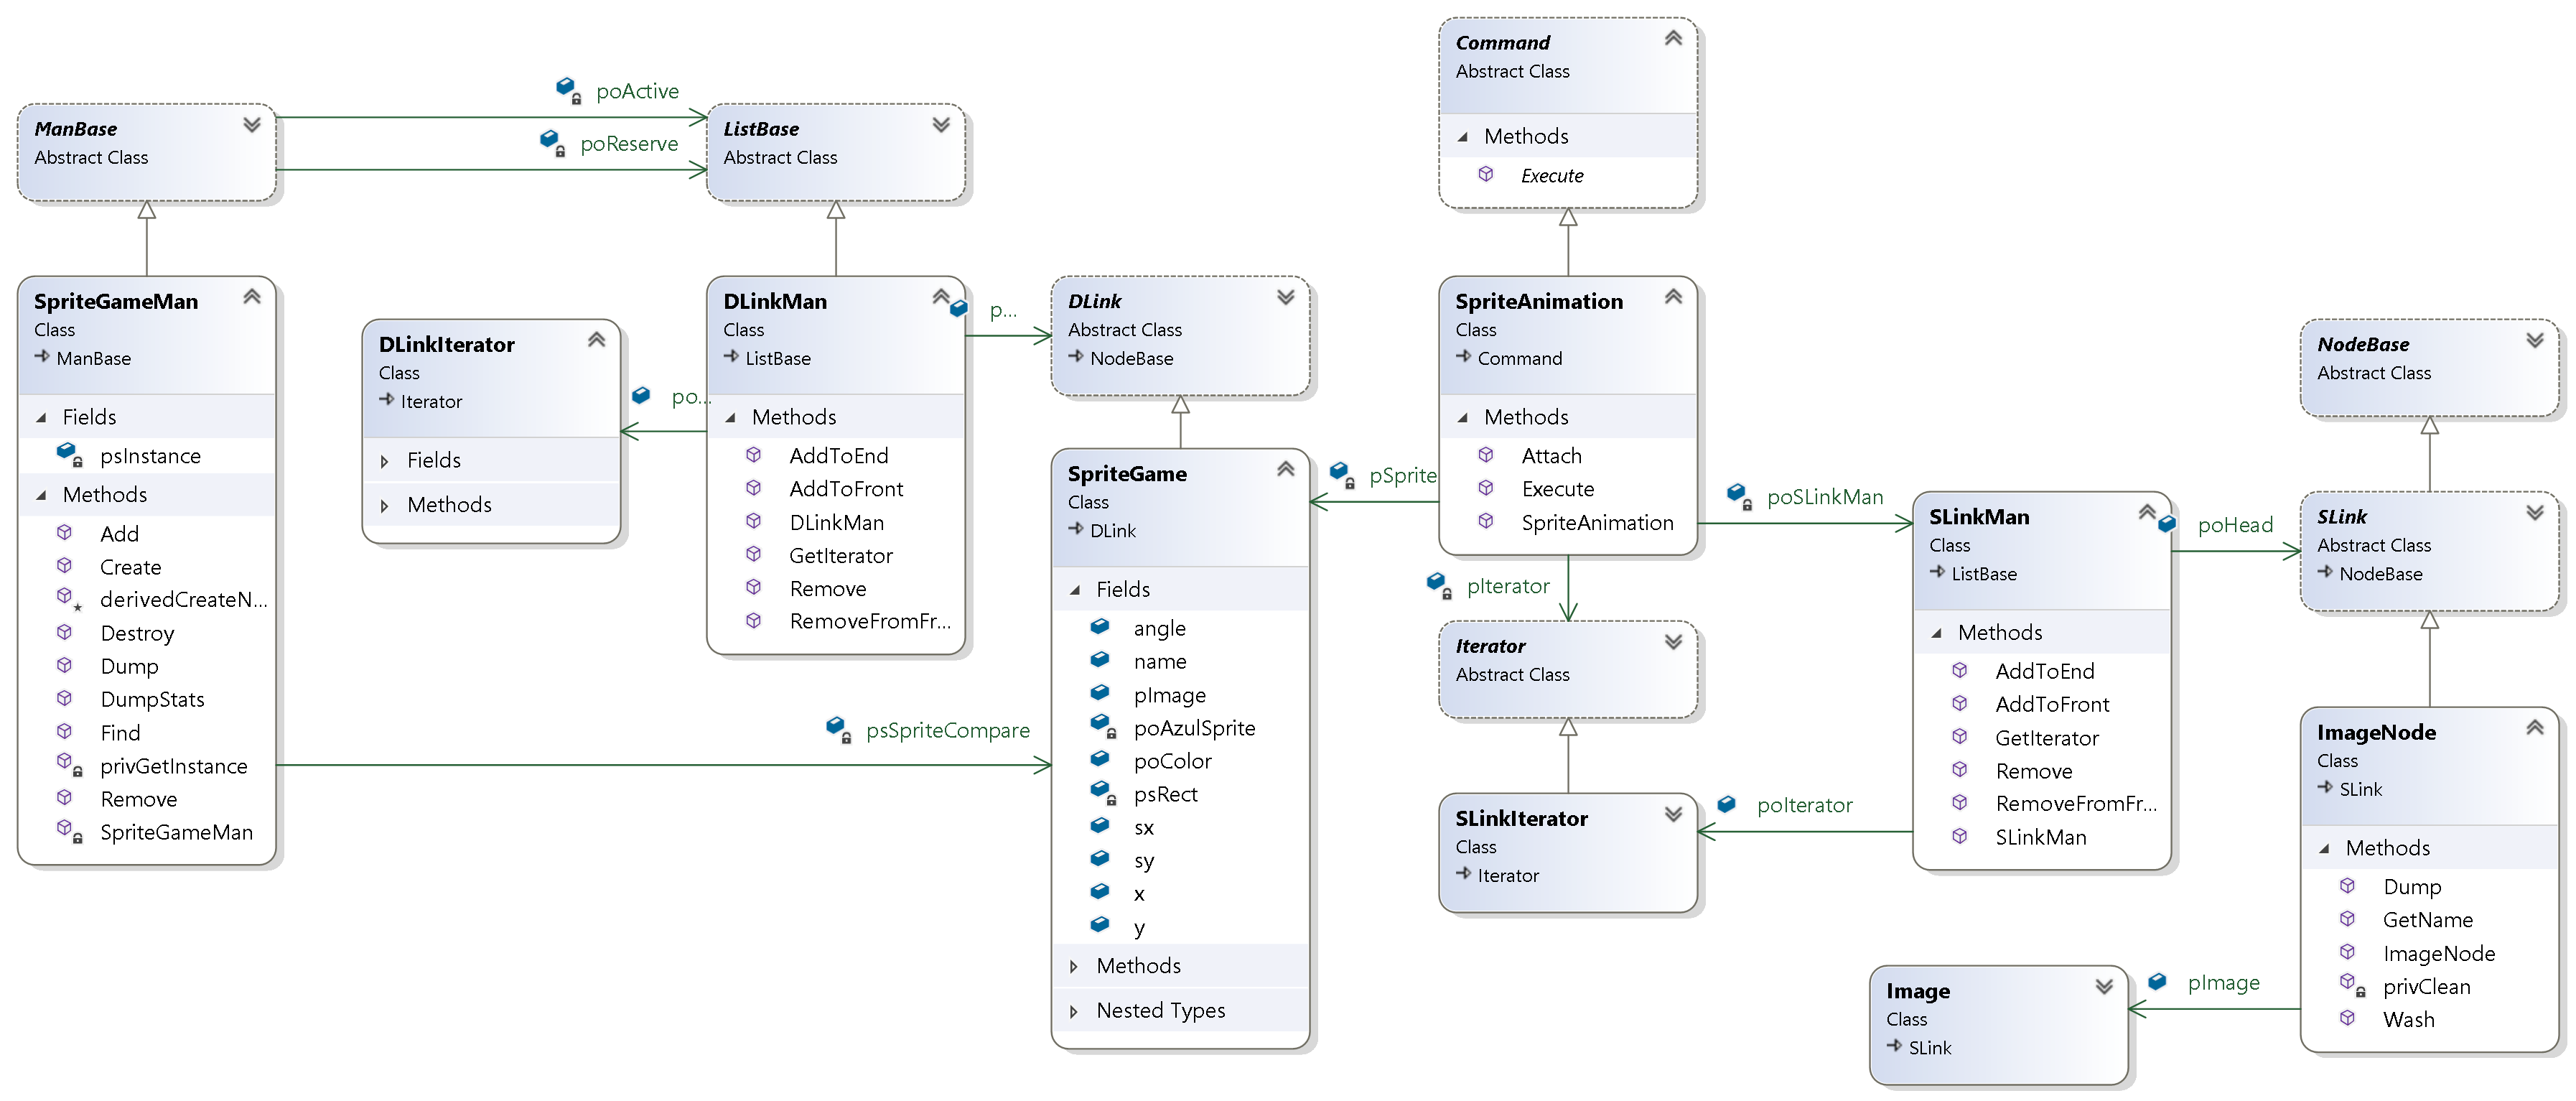 poActive
poReserve
ManBase
Abstract Class
ListBase
Abstract Class
Command
Abstract Class
Methods
Execute
SpriteGameMan
Class
ManBase
Fields
psInstance
Methods
Add
Create
derivedCreateN...
Destroy
Dump
DumpStats
Find
privGetInstance
Remove
SpriteGameMan
DLinkIterator
Class
Iterator
Fields
Methods
po...
DLinkMan
Class
ListBase
Methods
AddToEnd
AddToFront
DLinkMan
GetIterator
Remove
RemoveFromFr...
p...
DLink
Abstract Class
NodeBase
psSpriteCompare
SpriteGame
Class
DLink
Fields
angle
name
pImage
poAzulSprite
poColor
psRect
sx
sy
x
y
Methods
Nested Types
pSprite
SpriteAnimation
Class
Command
Methods
Attach
Execute
SpriteAnimation
pIterator
Iterator
Abstract Class
SLinkIterator
Class
Iterator
poSLinkMan
poIterator
SLinkMan
Class
ListBase
Methods
AddToEnd
AddToFront
GetIterator
Remove
RemoveFromFr...
SLinkMan
poHead
NodeBase
Abstract Class
SLink
Abstract Class
NodeBase
ImageNode
Class
SLink
Methods
Dump
GetName
ImageNode
privClean
Wash
pImage
Image
Class
SLink